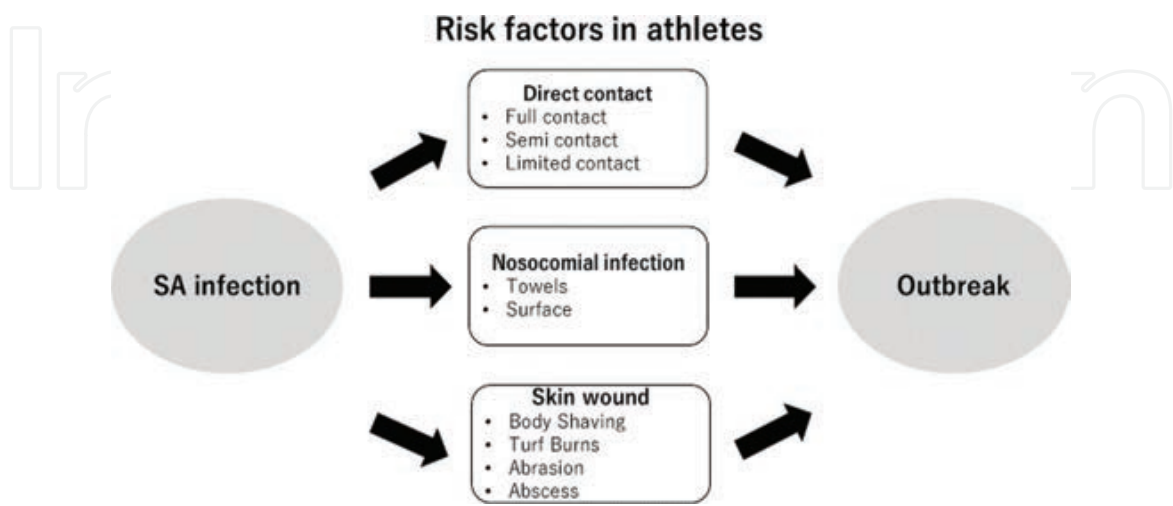 Risk factors in athletes
Direct contact
• Full contact
• Semi contact
• Limited contact
SA infection
Nosocomial infection
• Towels
• Surface
Outbreak
Skin wound
• Body Shaving
• Turf Burns
• Abrasion
• Abscess